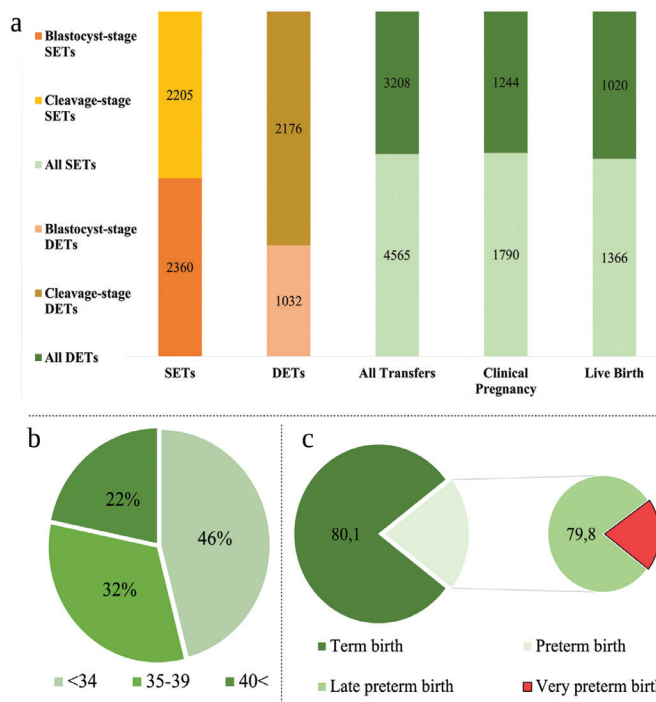 a
Blastocyst-stage
SETs
Cleavage-stage
SETs
All SETs
Blastocyst-stage
DETs
Cleavage-stage
DETs
All DETs
2205
2360
2176
1032
3208
4565
1244
1790
1020
1366
SETs
DETs
All Transfers
Clinical
Pregnancy
Live Birth
b
22%
46%
32%
<34
35-39
40<
c
80,1
79,8
Term birth
Preterm birth
Late preterm birth
Very preterm birth